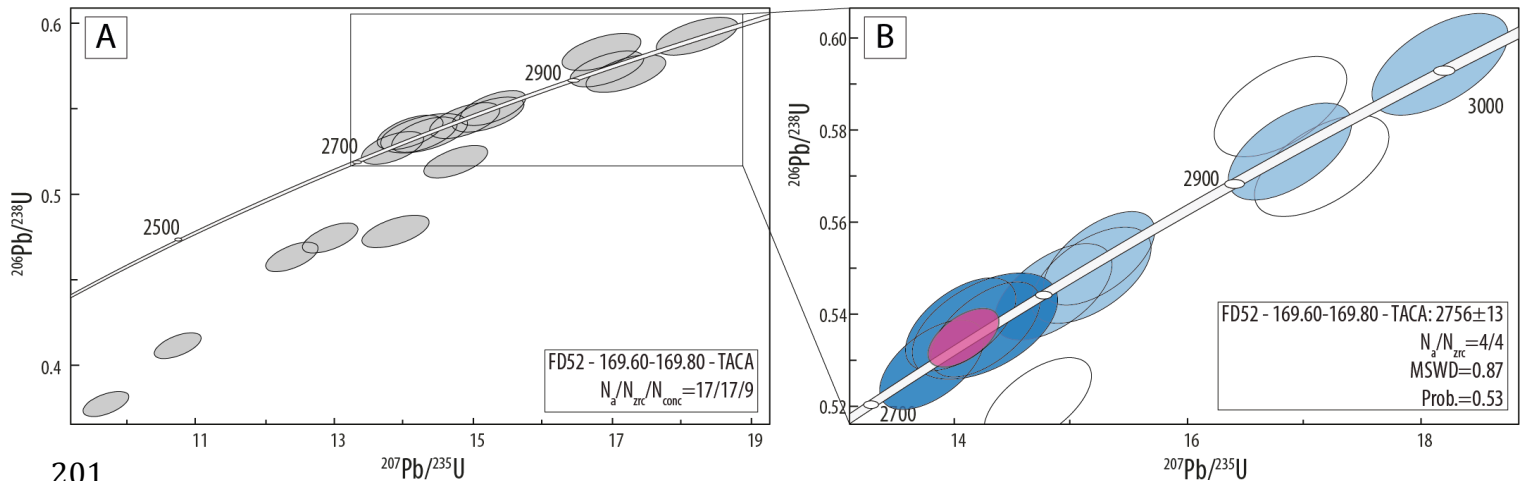 A
0.6
0.5
0.4
206Pb/238U
2500
2700
2900
FD52 - 169.60-169.80 - TACA
Na/Nzrc/Nconc=17/17/9
11
13
15
17
19
207Pb/235U
201
B
0.60
0.58
0.56
0.54
0.52
206Pb/238U
2700
2900
3000
FD52 - 169.60-169.80 - TACA: 2756±13
Na/Nzrc=4/4
MSWD=0.87
Prob.=0.53
14
16
18
207Pb/235U